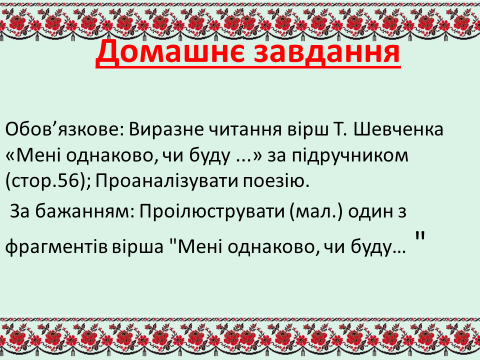 Домашнє завдання
Обов’язкове: Виразне читання вірш Т. Шевченка
«Мені однаково, чи буду ...» за підручником
(стор.56); Проаналізувати поезію.
За бажанням: Проілюструвати (мал.) один з
фрагментів вірша "Мені однаково, чи буду… "